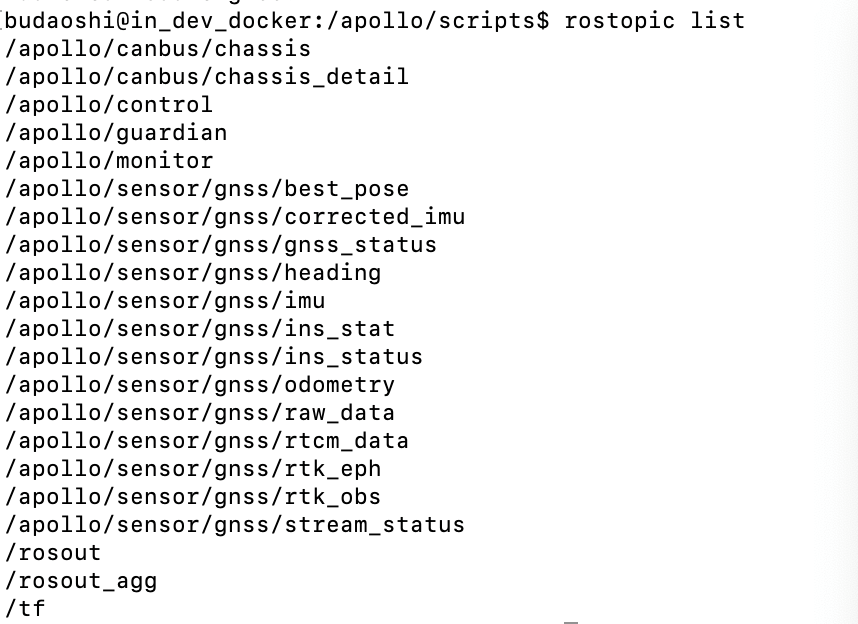 budaoshi@in_dev_docker:/apollo/scripts$ rostopic list
/apollo/canbus/chassis
/apollo/canbus/chassis_detail
/apollo/control
/apollo/guardian
/apollo/monitor
/apollo/sensor/gnss/best_pose
/apollo/sensor/gnss/corrected_imu
/apollo/sensor/gnss/gnss_status
/apollo/sensor/gnss/heading
/apollo/sensor/gnss/imu
/apollo/sensor/gnss/ins_stat
/apollo/sensor/gnss/ins_status
/apollo/sensor/gnss/odometry
/apollo/sensor/gnss/raw_data
/apollo/sensor/gnss/rtcm_data
/apollo/sensor/gnss/rtk_eph
/apollo/sensor/gnss/rtk_obs
/apollo/sensor/gnss/stream_status
/rosout
/rosout_agg
/tf